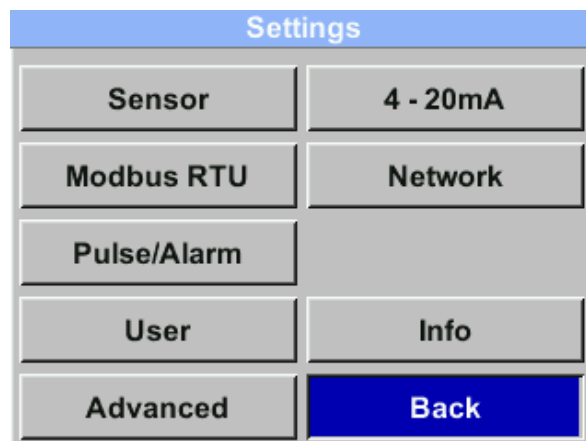 Settings
Sensor
4 - 20mA
Modbus RTU
Network
Pulse/Alarm
User
Info
Advanced
Back